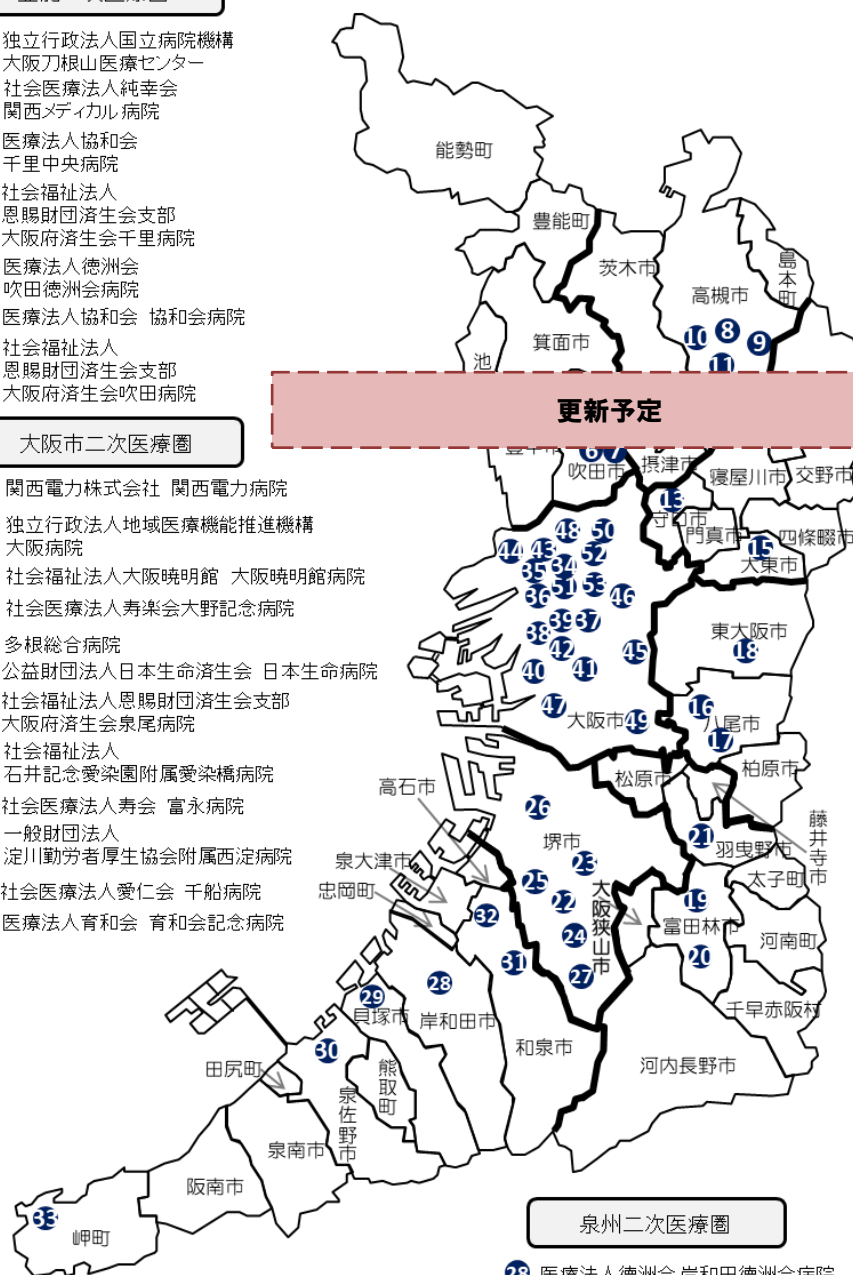 独立行政法人国立病院機構
大阪刀根山医療センター
社会医療法人純幸会
関西メディカル病院
医療法人協和会
千里中央病院
社会福祉法人
恩賜財団済生会支部
大阪府済生会千里病院
医療法人徳洲会
吹田徳洲会病院
医療法人協和会 協和会病院
社会福祉法人
恩賜財団済生会支部
大阪府済生会吹田病院
大阪市二次医療圏
関西電力株式会社 関西電力病院
独立行政法人地域医療機能推進機構
大阪病院
社会福祉法人大阪暁明館 大阪暁明館病院
社会医療法人寿楽会大野記念病院
多根総合病院
公益財団法人日本生命済生会 日本生命病院
社会福祉法人恩賜財団済生会支部
大阪府済生会泉尾病院
社会福祉法人
石井記念愛染園附属愛染橋病院
社会医療法人寿会 富永病院
一般財団法人
淀川勤労者厚生協会附属西淀病院
社会医療法人愛仁会 千船病院
医療法人育和会 育和会記念病院
能勢町
豊能町
茨木市
島本町
高槻市
10 8 9
11
箕面市
池
更新予定
豊中市
6 7
吹田市
摂津市
寝屋川市
交野市
13
守口市
門真市
四條畷市
15
大東市
48 50
44 43 52
35 34
36 51 53 46
39 37
38
42 45
40 41
47
大阪市
49
東大阪市
18
16
八尾市
17
柏原市
松原市
藤井寺市
高石市
26
堺市
21
羽曳野市
23
泉大津市
太子町
忠岡町
25
22
大阪狭山市
19
32
富田林市
24
河南町
20
31
27
28
29
千早赤阪村
貝塚市
岸和田市
和泉市
30
河内長野市
田尻町
熊取町
泉佐野市
泉南市
阪南市
33
岬町
泉州二次医療圏
28 医療法人徳洲会 岸和田徳洲会病院